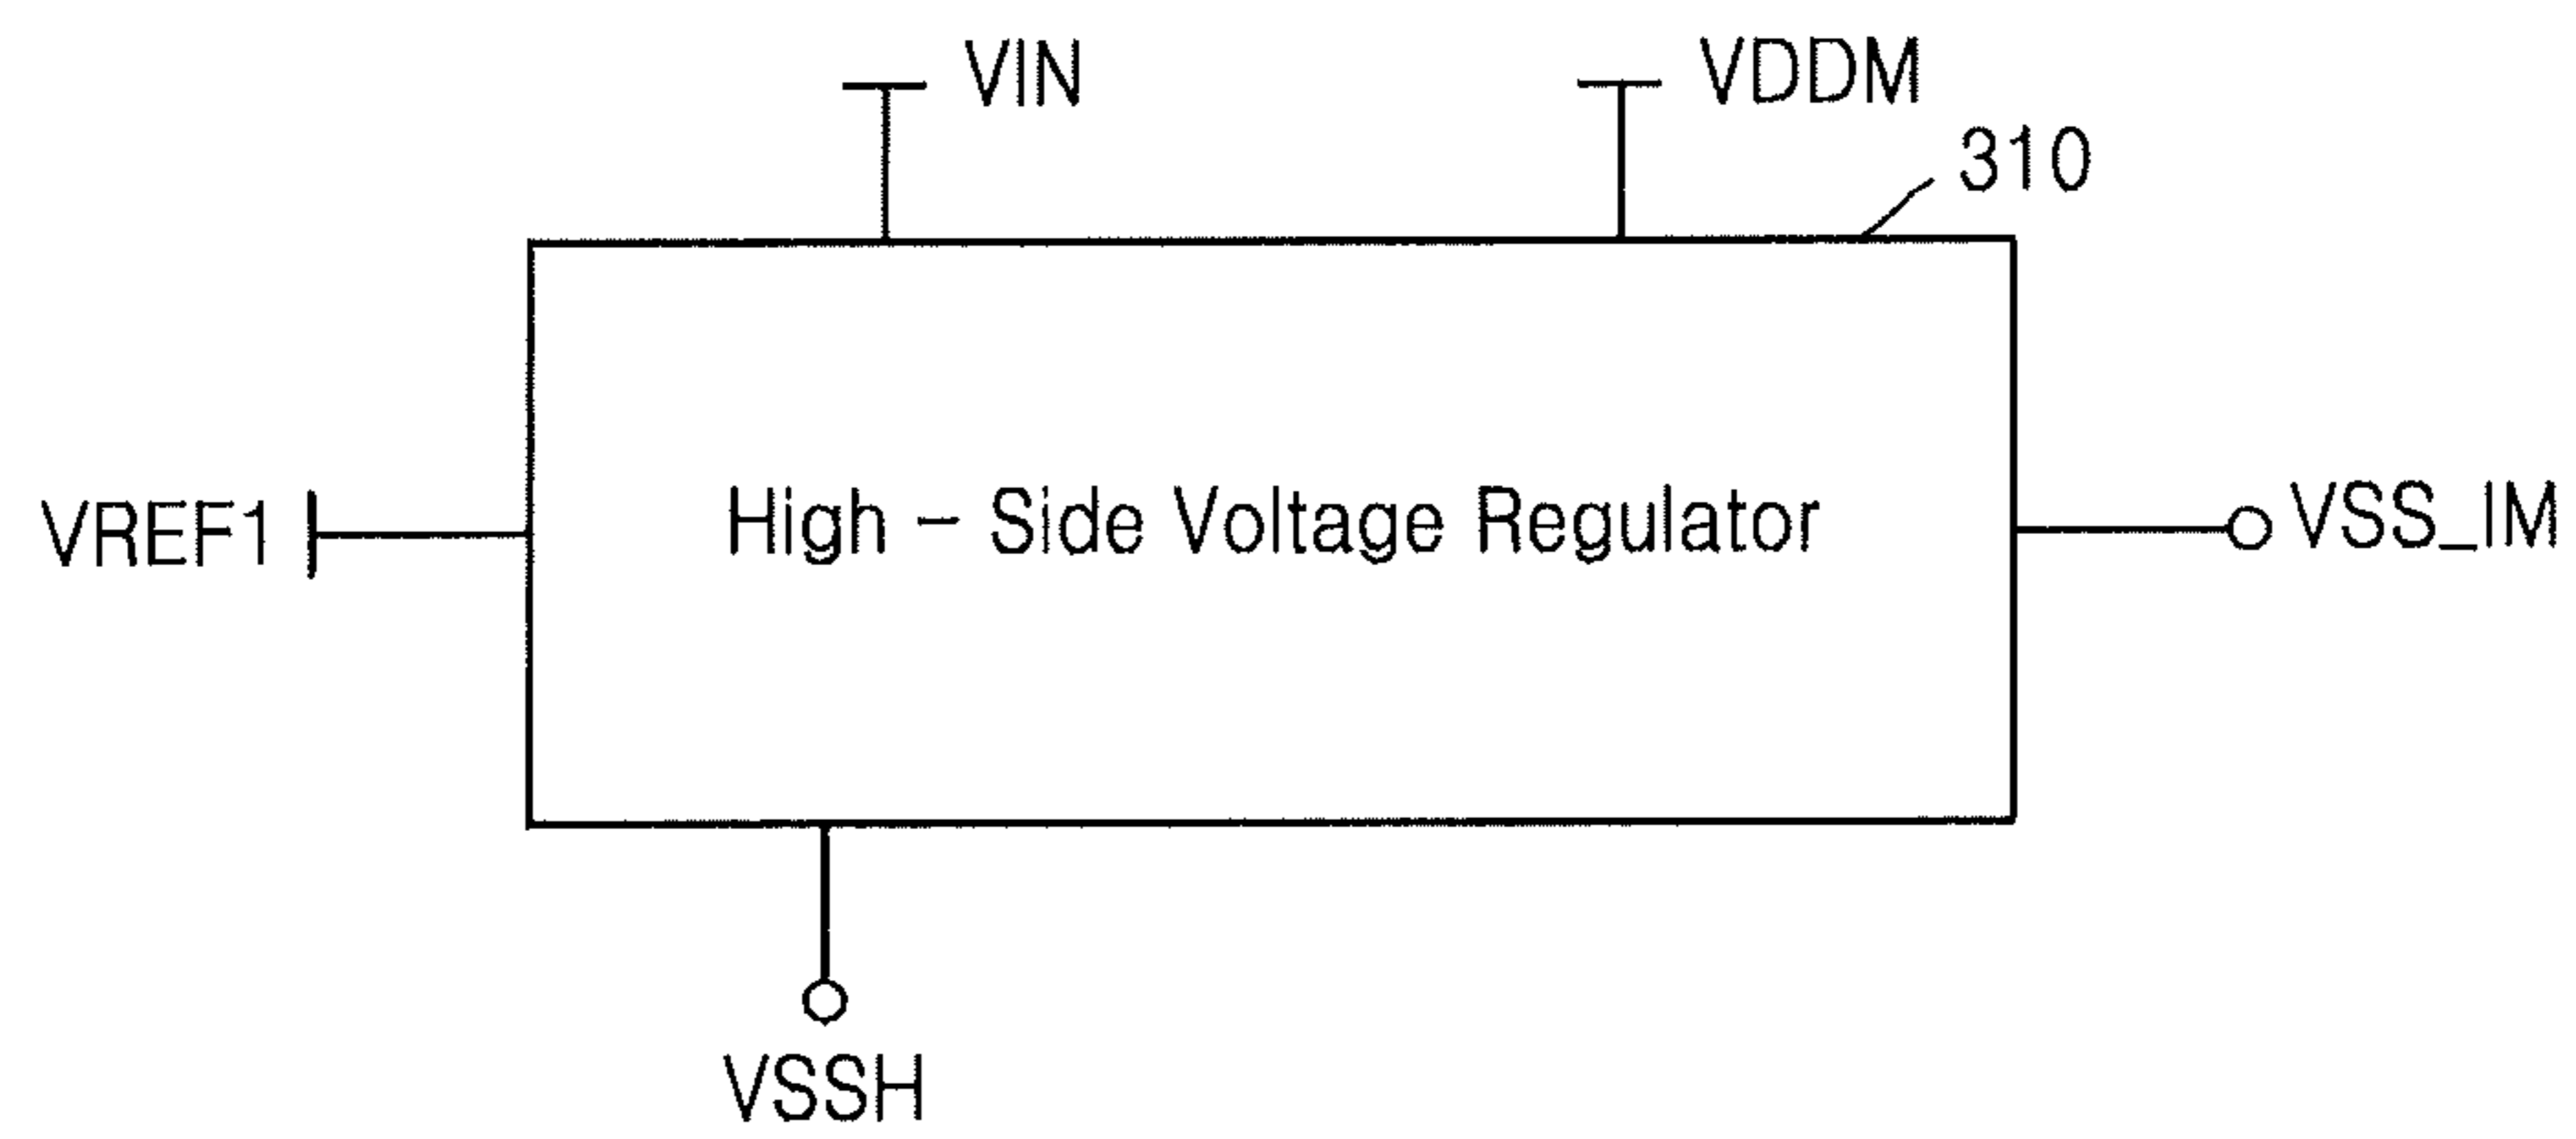 VIN
VDDM
310
VREF1
High - Side Voltage Regulator
VSS_IM
VSSH